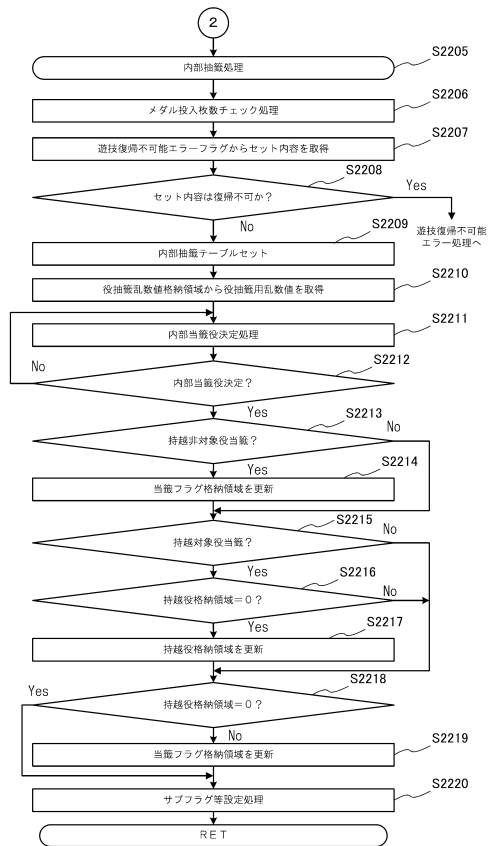 2
内部抽籤処理
S2205
メダル投入枚数チェック処理
S2206
遊技復帰不可能エラーフラグからセット内容を取得
S2207
セット内容は復帰不可か？
S2208
Yes
遊技復帰不可能
エラー処理へ
No
内部抽籤テーブルセット
S2209
役抽籤乱数値格納領域から役抽籤用乱数値を取得
S2210
内部当籤役決定処理
S2211
内部当籤役決定？
S2212
No
Yes
持越非対象役当籤？
S2213
No
Yes
当籤フラグ格納領域を更新
S2214
持越対象役当籤？
S2215
No
Yes
持越役格納領域＝0？
S2216
No
Yes
持越役格納領域を更新
S2217
持越役格納領域＝0？
S2218
Yes
No
当籤フラグ格納領域を更新
S2219
サブフラグ等設定処理
S2220
RET